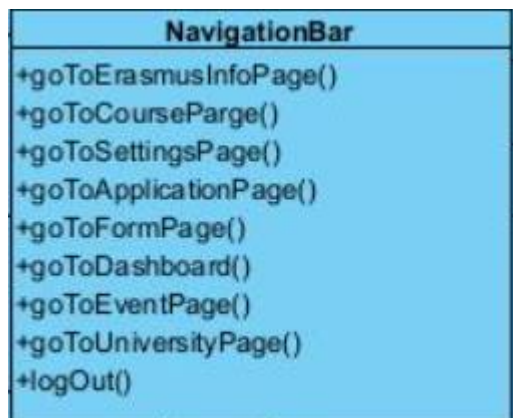 NavigationBar
+goToErasmusInfoPage()
+goToCourseParge()
+goToSettingsPage()
+goToApplicationPage()
+goToFormPage()
+goToDashboard()
+goToEventPage()
+goToUniversityPage()
+logOut()